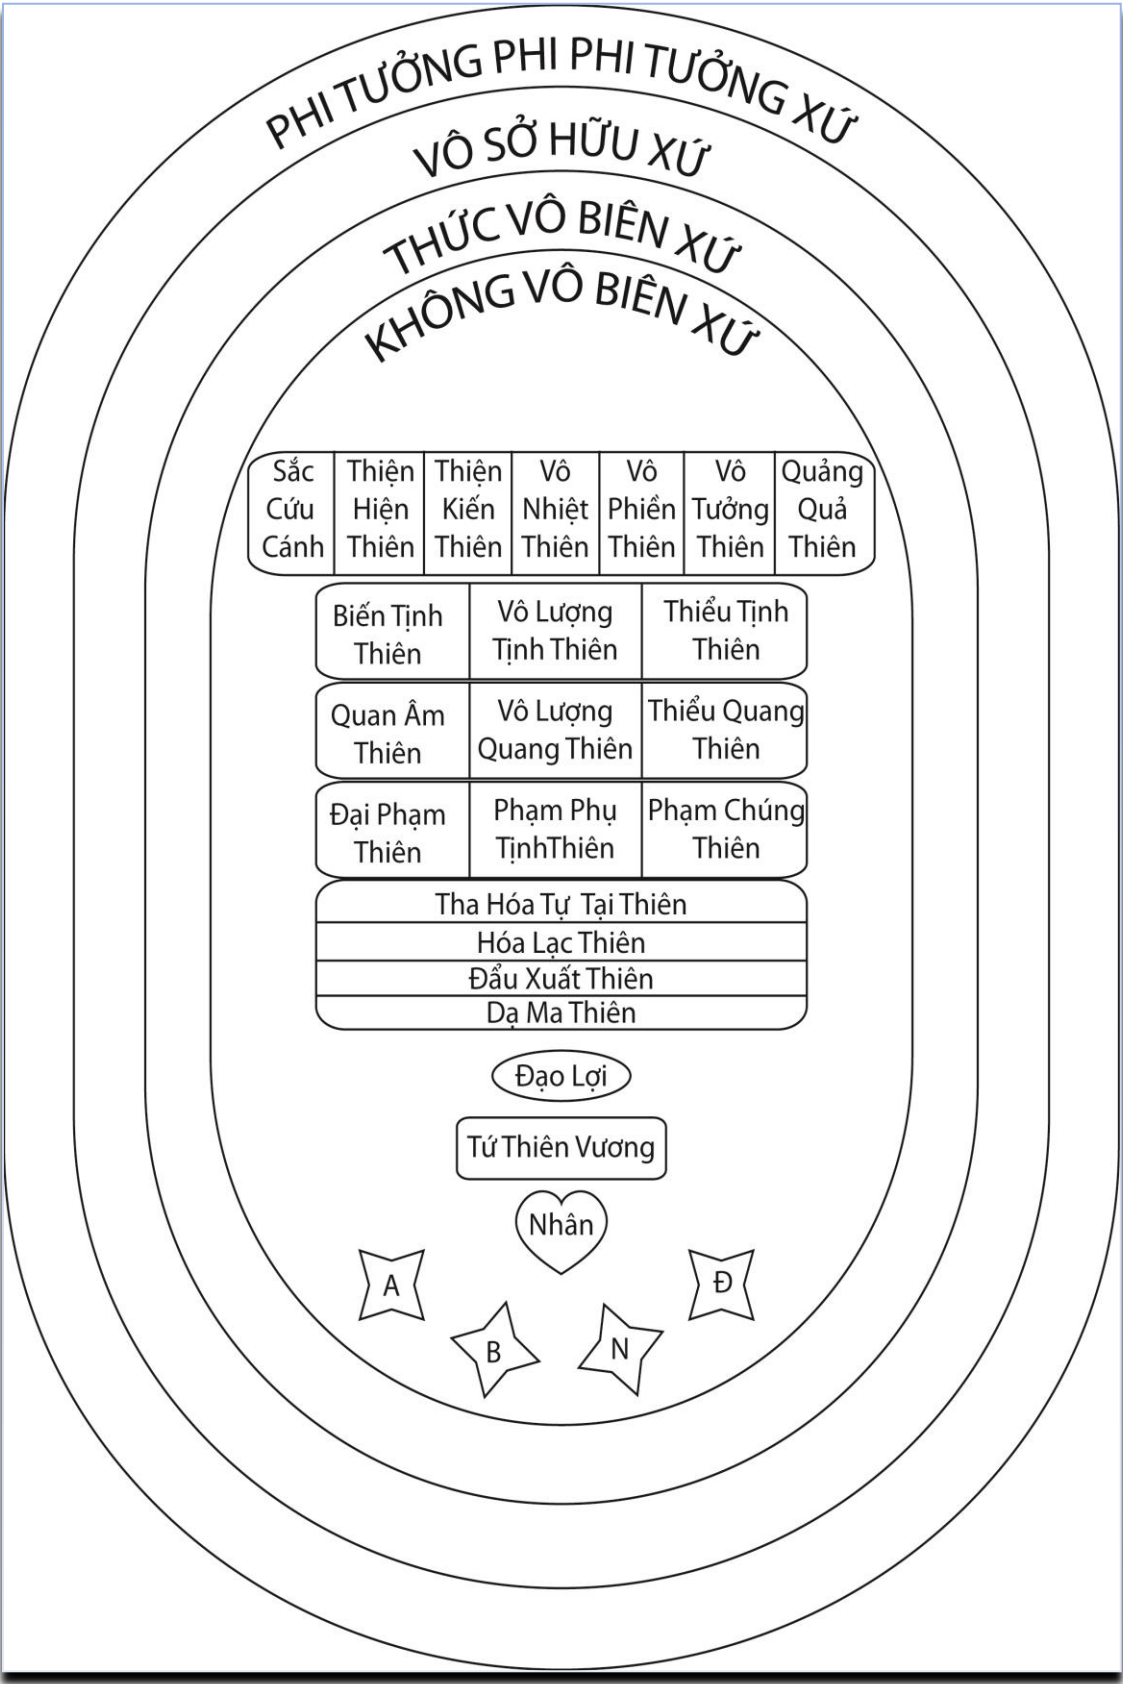 PHI TƯỞNG PHI PHI TƯỞNG XỨ
VÔ SỞ HỮU XỨ
THỨC VÔ BIÊN XỨ
KHÔNG VÔ BIÊN XỨ
Sắc
Cứu
Cánh
Thiện
Hiện
Thiên
Thiện
Kiến
Thiên
Vô
Nhiệt
Thiên
Vô
Phiền
Thiên
Vô
Tưởng
Thiên
Quảng
Quả
Thiên
Biến Tịnh
Thiên
Vô Lượng
Tịnh Thiên
Thiểu Tịnh
Thiên
Quan Âm
Thiên
Vô Lượng
Quang Thiên
Thiểu Quang
Thiên
Đại Phạm
Thiên
Phạm Phụ
TịnhThiên
Phạm Chúng
Thiên
Tha Hóa Tự Tại Thiên
Hóa Lạc Thiên
Đẩu Xuất Thiên
Dạ Ma Thiên
Đạo Lợi
Tứ Thiên Vương
Nhân
A
B
N
Đ